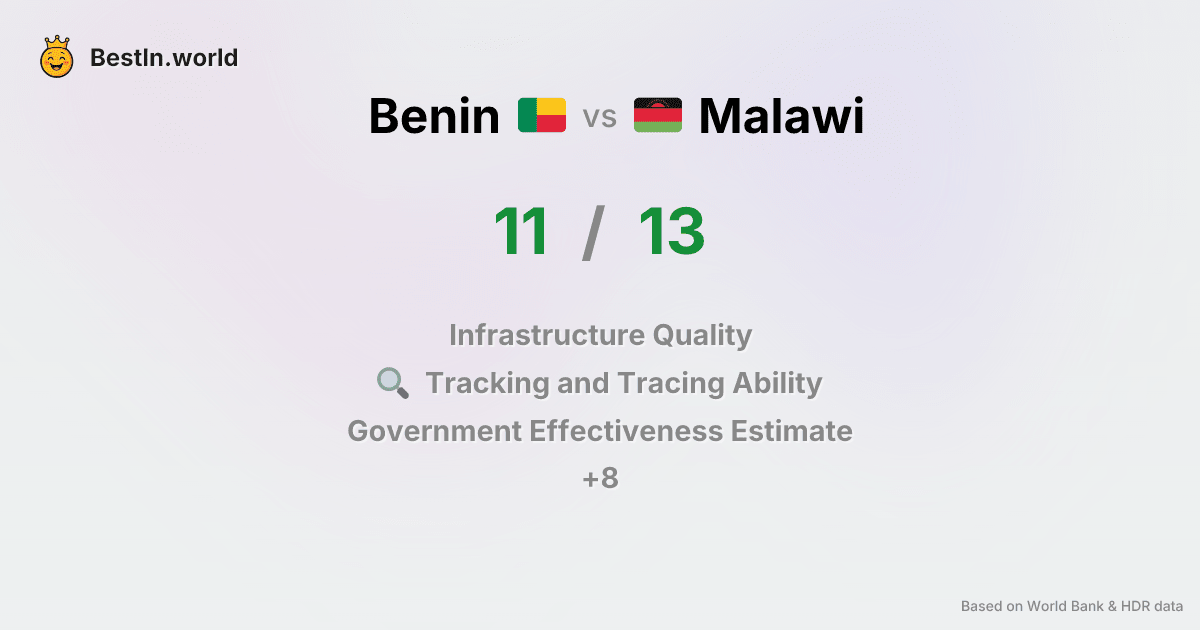 BestIn.world
Benin vs Malawi
11 / 13
Infrastructure Quality
Tracking and Tracing Ability
Government Effectiveness Estimate
+8
Based on World Bank & HDR data